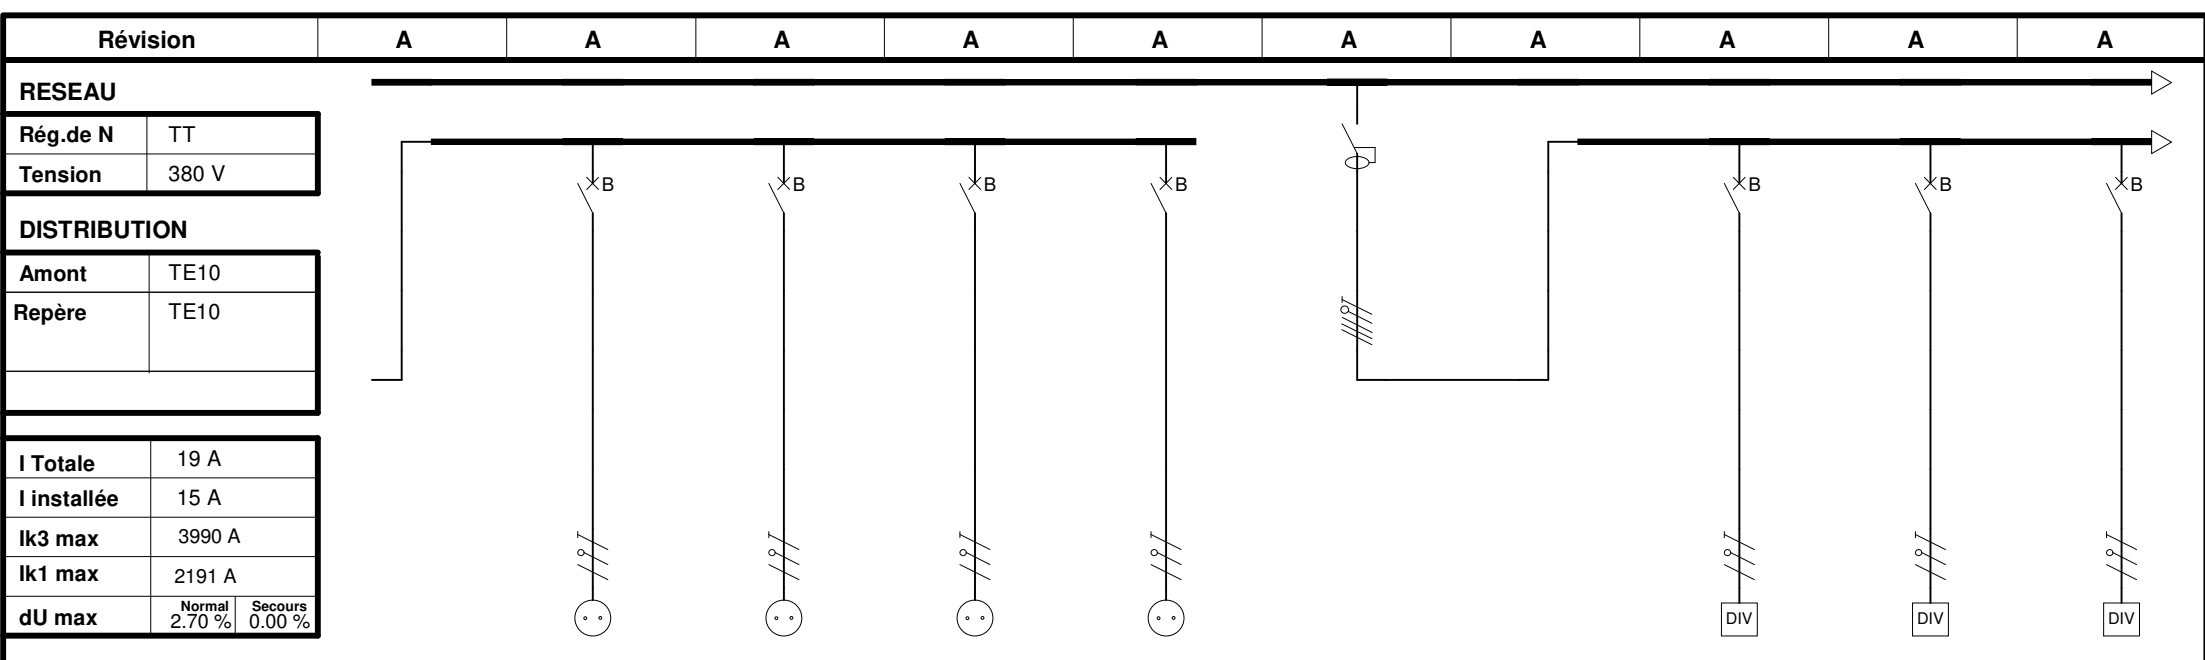 Révision A A A A A A A A A A
RESEAU
Rég.de N TT
Tension 380 V
B B B B B B B
DISTRIBUTION
Amont TE10
Repère TE10
I Totale 19 A
I installée 15 A
Ik3 max 3990 A
Ik1 max 2191 A
Normal Secours
dU max 2.70 % 0.00 %
DIV DIV DIV